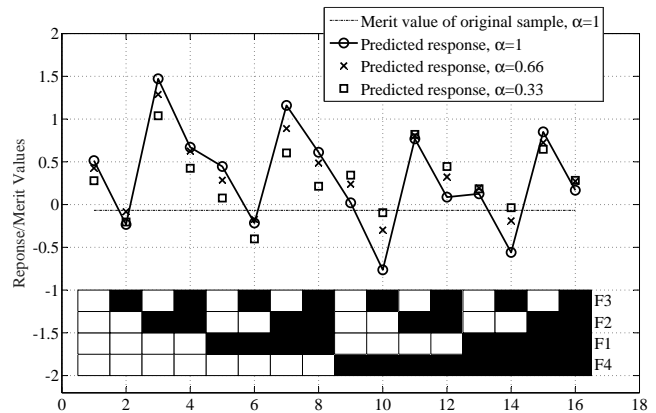 Merit value of original sample, α=1
Predicted response, α=1
Predicted response, α=0.66
Predicted response, α=0.33
2
1.5
1
0.5
0
-0.5
-1
-1.5
-2
Reponse/Merit Values
F3
F2
F1
F4
0 2 4 6 8 10 12 14 16 18